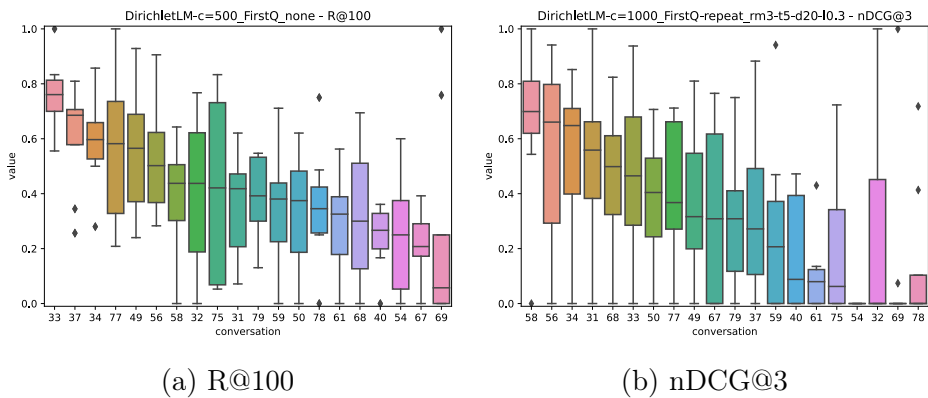 DirichletLM-c=500_FirstQ_none - R@100
1.0
0.8
0.6
0.4
0.2
0.0
value
33 37 34 77 49 56 58 32 75 31 79 59 50 78 61 68 40 54 67 69
conversation
(a) R@100
DirichletLM-c=1000_FirstQ-repeat_rm3-t5-d20-l0.3 - nDCG@3
1.0
0.8
0.6
0.4
0.2
0.0
value
58 56 34 31 68 33 50 77 49 67 79 37 59 40 61 75 54 32 69 78
conversation
(b) nDCG@3